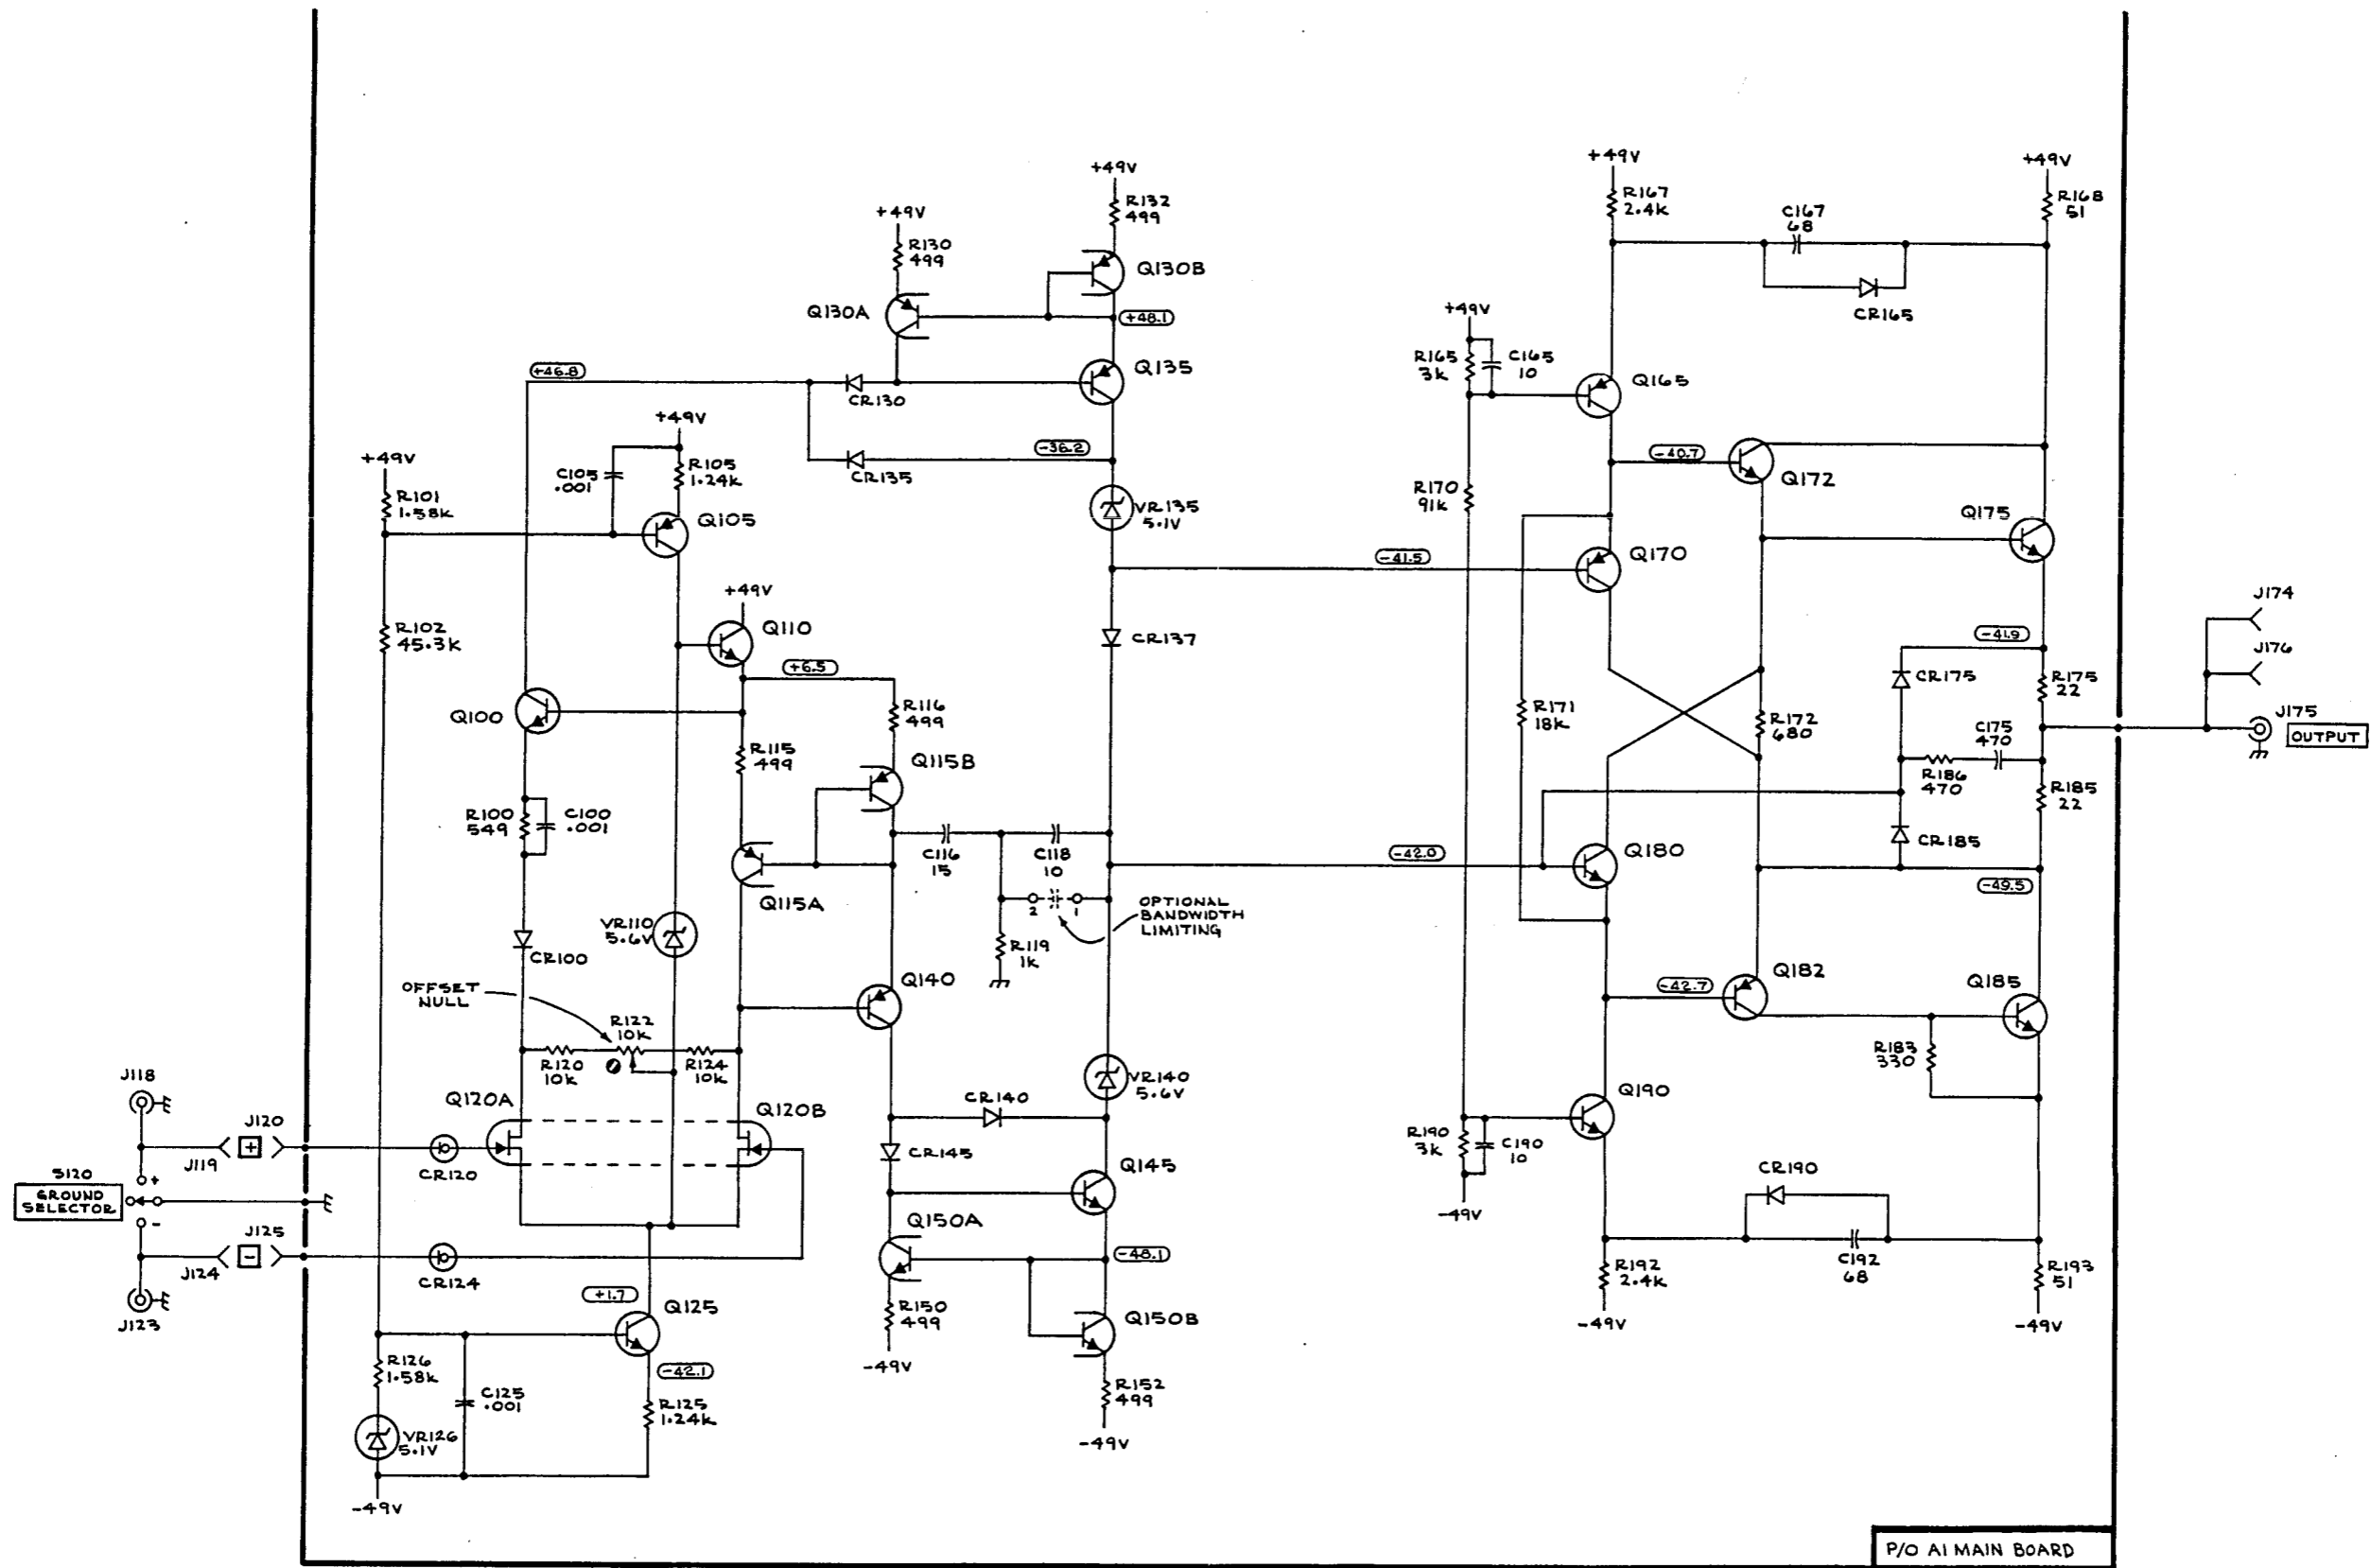 +49V
R132
499
+49V
R130
499
Q130B
Q130A
+48.1
+46.8
Q135
CR130
-36.2
CR135
+49V
R101
1.58K
+49V
C105
.001
R105
1.24K
Q105
VR135
5.1V
-41.5
R102
45.3K
+49V
Q110
+6.5
CR137
Q100
R116
499
R115
499
Q115B
R100
549
C100
.001
C116
15
C118
10
-42.0
Q115A
2
1
OPTIONAL
BANDWIDTH
LIMITING
R119
1K
VR110
5.6V
CR100
OFFSET
NULL
R122
10K
R120
10K
R124
10K
Q140
VR140
5.6V
Q120A
Q120B
CR140
CR145
Q145
J118
J120
+
J119
CR120
S120
GROUND
SELECTOR
+
-
J125
-
J124
J123
CR124
Q150A
-48.1
+1.7
Q125
R150
499
-49V
Q150B
R126
1.58K
-42.1
C125
.001
R125
1.24K
R152
499
-49V
VR126
5.1V
-49V
+49V
R167
2.4K
+49V
R168
51
C167
68
CR165
+49V
R165
3K
C165
10
Q165
-40.7
Q172
R170
91K
Q175
Q170
-41.9
J174
J176
CR175
R175
22
R171
18K
R172
680
C175
470
J175
OUTPUT
R186
470
R185
22
Q180
CR185
-49.5
-42.7
Q182
Q185
R183
330
Q190
R190
3K
C190
10
-49V
CR190
R192
2.4K
C192
68
R193
51
-49V
-49V
P/O A1 MAIN BOARD